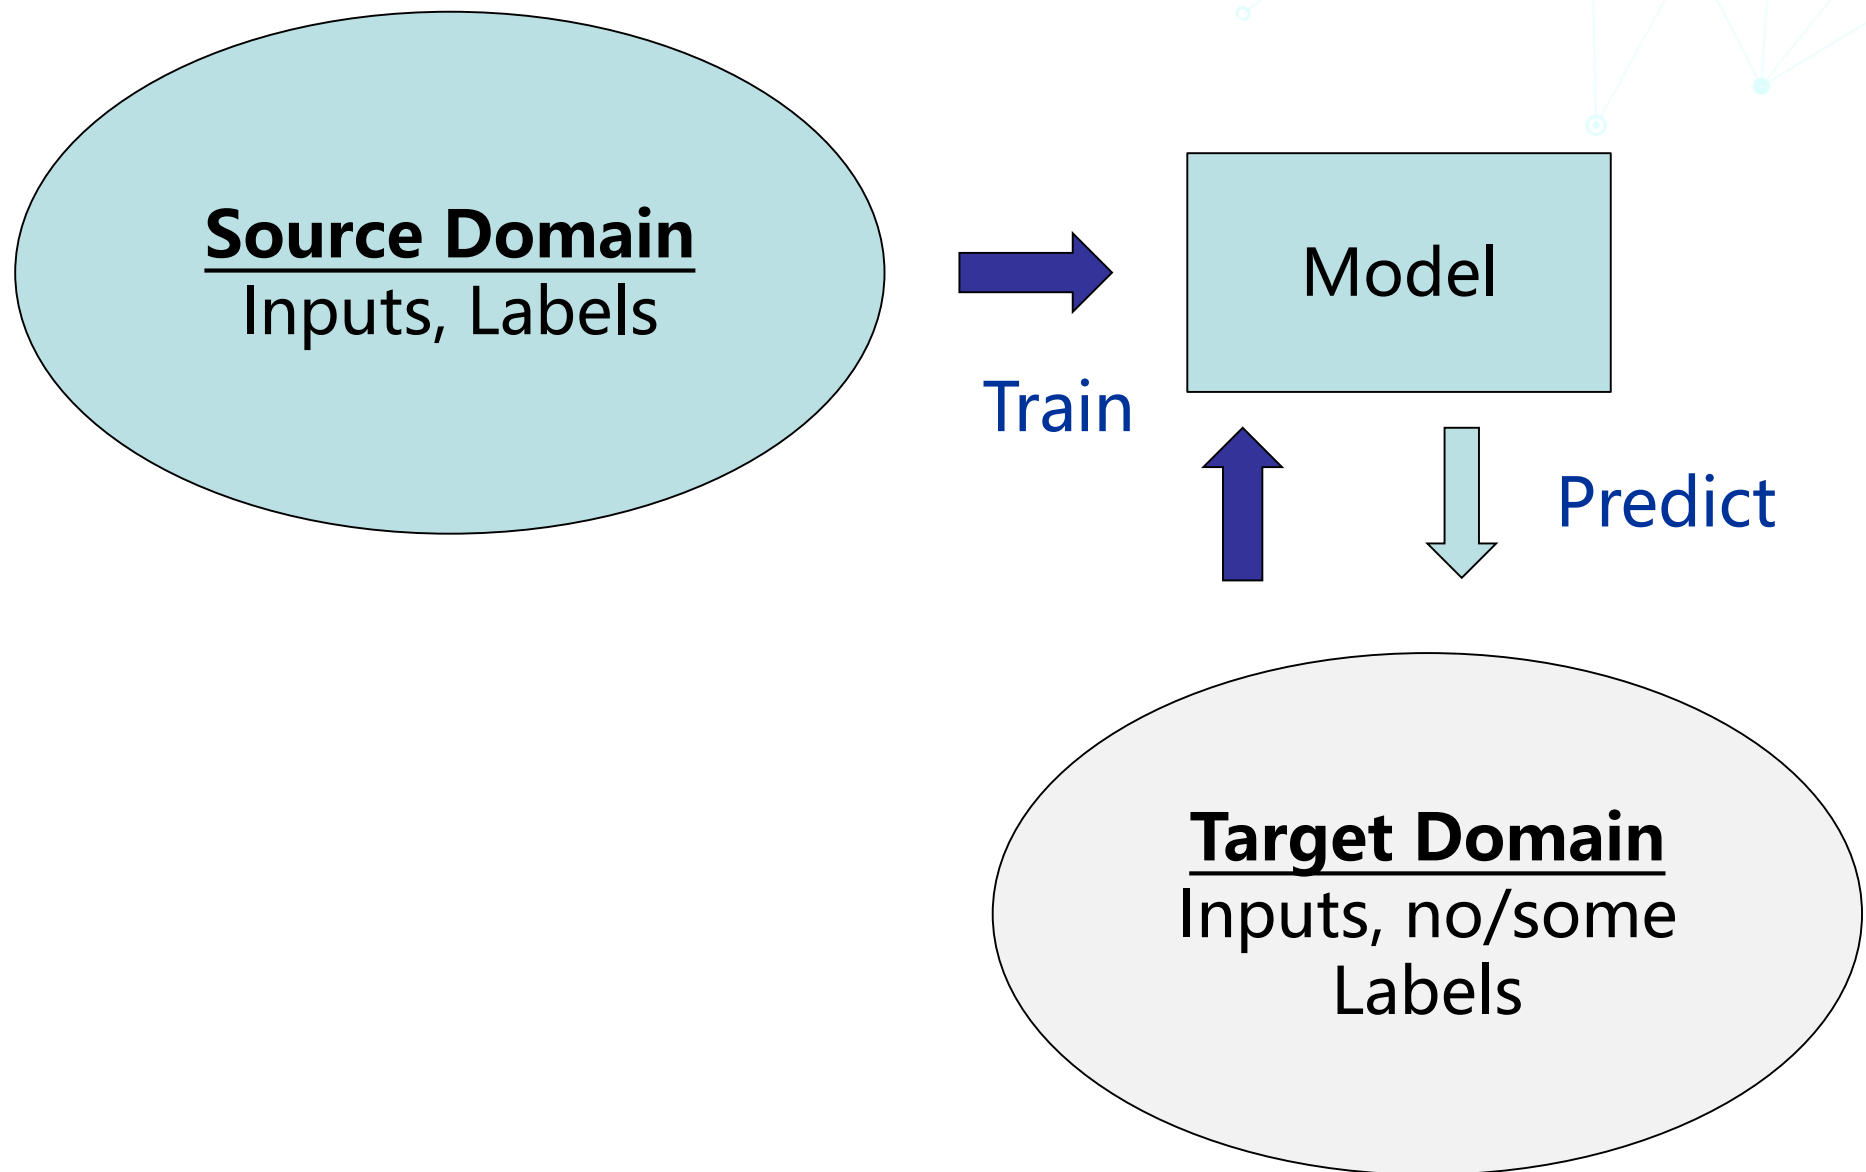 Source Domain
Inputs, Labels
Model
Train
Predict
Target Domain
Inputs, no/some
Labels